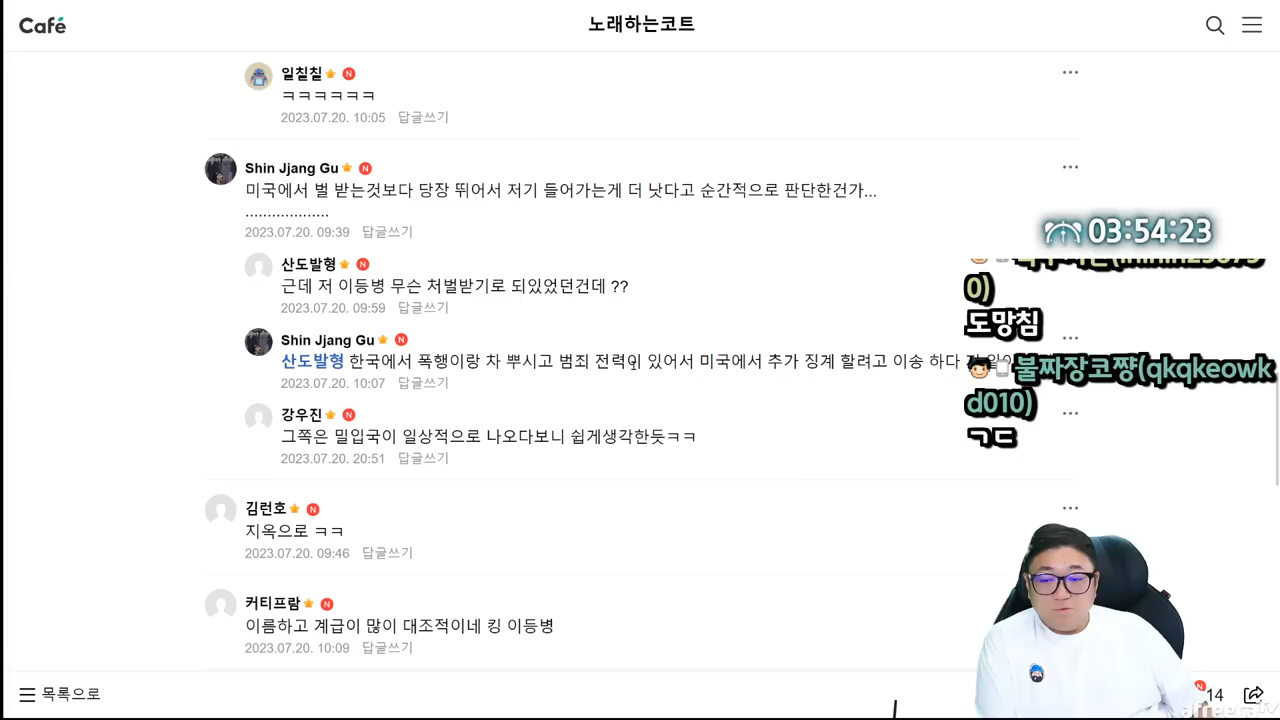 Café
노래하는코트
일칠칠 N
ㅋㅋㅋㅋㅋㅋ
2023.07.20. 10:05 답글쓰기
Shin Jjang Gu N
미국에서 벌 받는것보다 당장 뛰어서 저기 들어가는게 더 낫다고 순간적으로 판단한건가...
...................
2023.07.20. 09:39 답글쓰기
산도발형 N
근데 저 이등병 무슨 처벌받기로 되있었던건데 ??
2023.07.20. 09:59 답글쓰기
Shin Jjang Gu N
산도발형 한국에서 폭행이랑 차 뿌시고 범죄 전력이 있어서 미국에서 추가 징계 할려고 이송 하다
2023.07.20. 10:07 답글쓰기
강우진 N
그쪽은 밀입국이 일상적으로 나오다보니 쉽게생각한듯ㅋㅋ
2023.07.20. 20:51 답글쓰기
김런호 N
지옥으로 ㅋㅋ
2023.07.20. 09:46 답글쓰기
커티프람 N
이름하고 계급이 많이 대조적이네 킹 이등병
2023.07.20. 10:09 답글쓰기
목록으로
N
14
03:54:23
0)
도망침
불짜장코짱(qkqkeowk
d010)
ㄱㄷ
afreecaTV